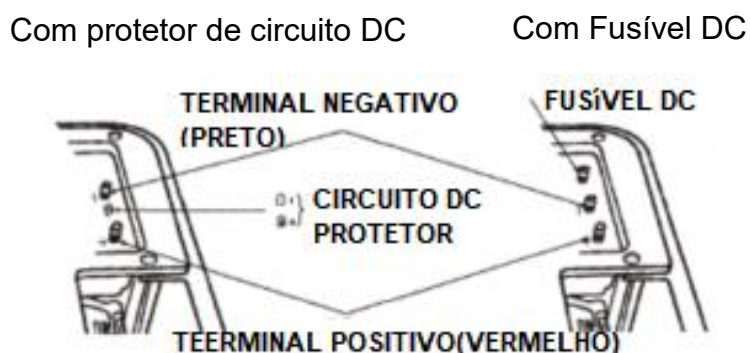 Com protetor de circuito DC
Com Fusível DC
TERMINAL NEGATIVO
(PRETO)
FUSíVEL DC
CIRCUITO DC
PROTETOR
TEERMINAL POSITIVO(VERMELHO)